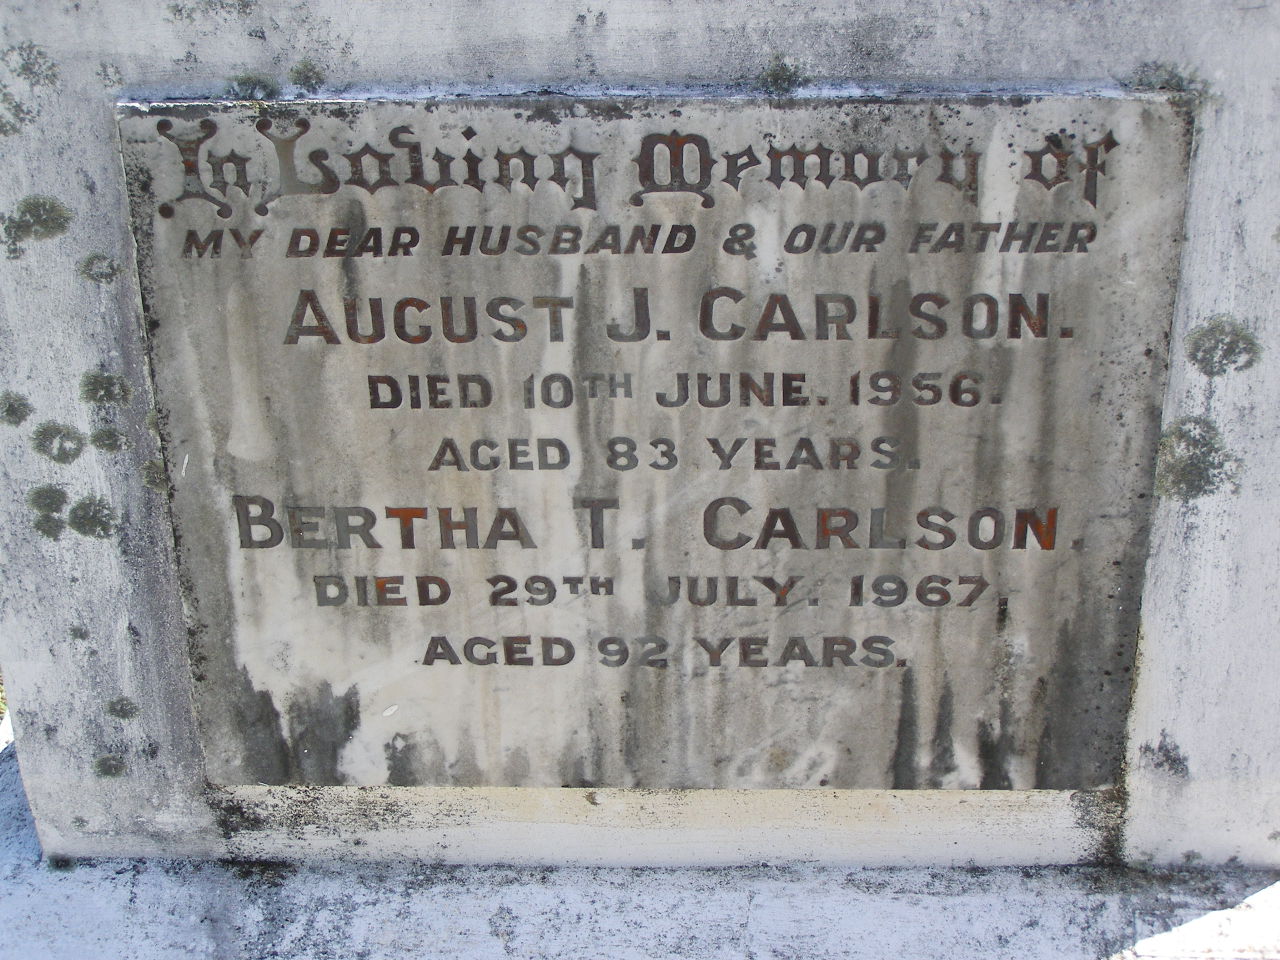 In Loving Memory of
MY DEAR HUSBAND & OUR FATHER
AUGUST J. CARLSON.
DIED 10TH JUNE. 1956.
AGED 83 YEARS.
BERTHA T. CARLSON.
DIED 29TH JULY. 1967.
AGED 92 YEARS.